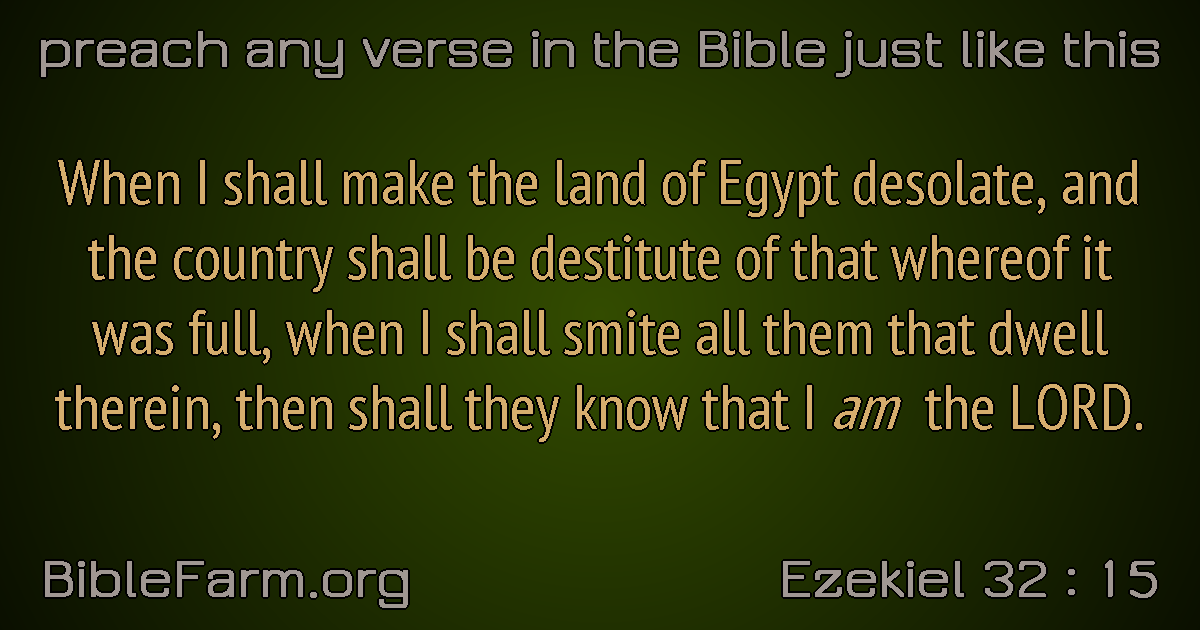 preach any verse in the Bible just like this
When I shall make the land of Egypt desolate, and
the country shall be destitute of that whereof it
was full, when I shall smite all them that dwell
therein, then shall they know that I am the LORD.
BibleFarm.org
Ezekiel 32 : 15